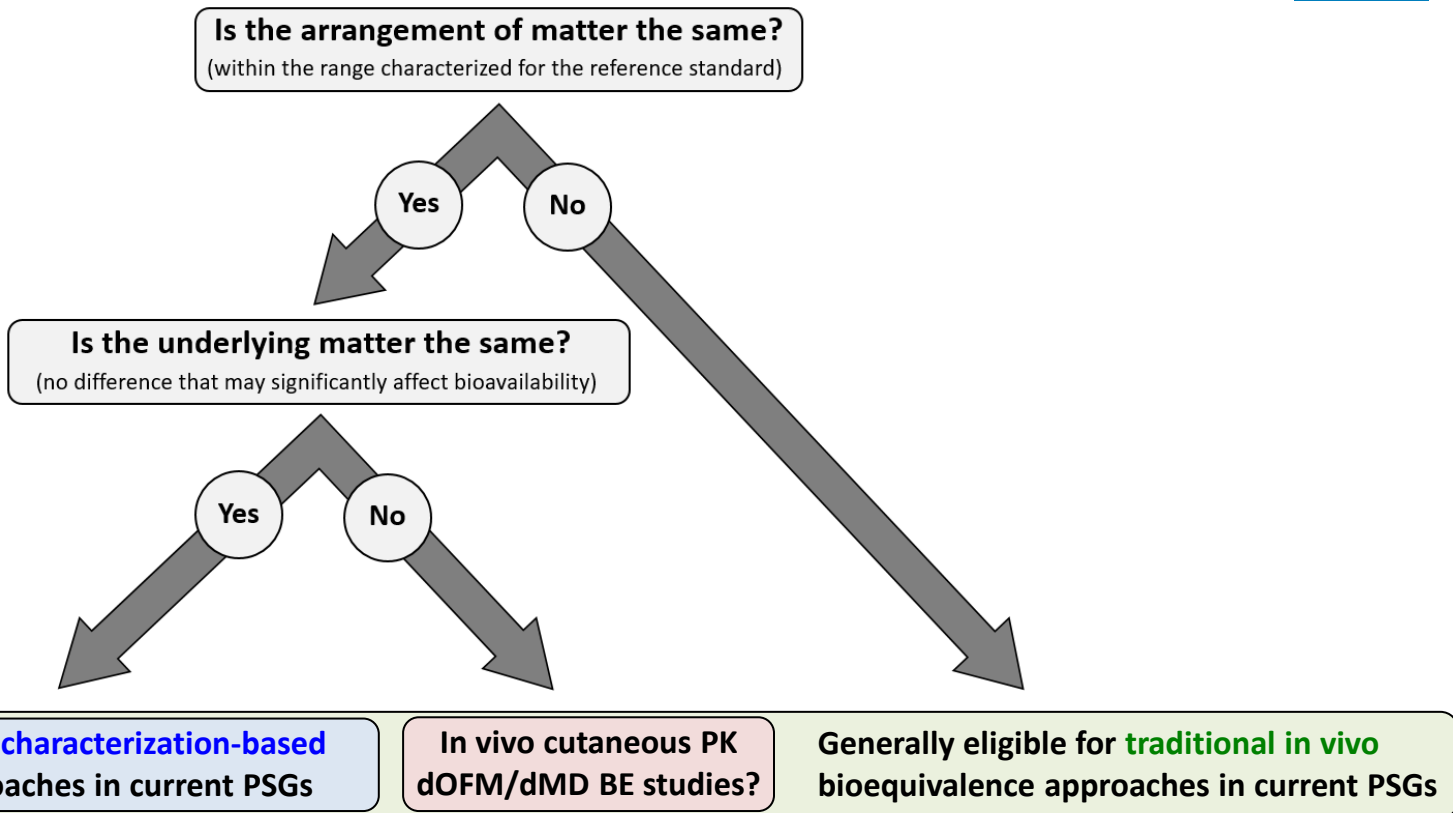 Is the arrangement of matter the same?
(within the range characterized for the reference standard)
Yes
No
Is the underlying matter the same?
(no difference that may significantly affect bioavailability)
Yes
No
characterization-based
in current PSGs
In vivo cutaneous PK
dOFM/dMD BE studies?
Generally eligible for traditional in vivo
bioequivalence approaches in current PSGs